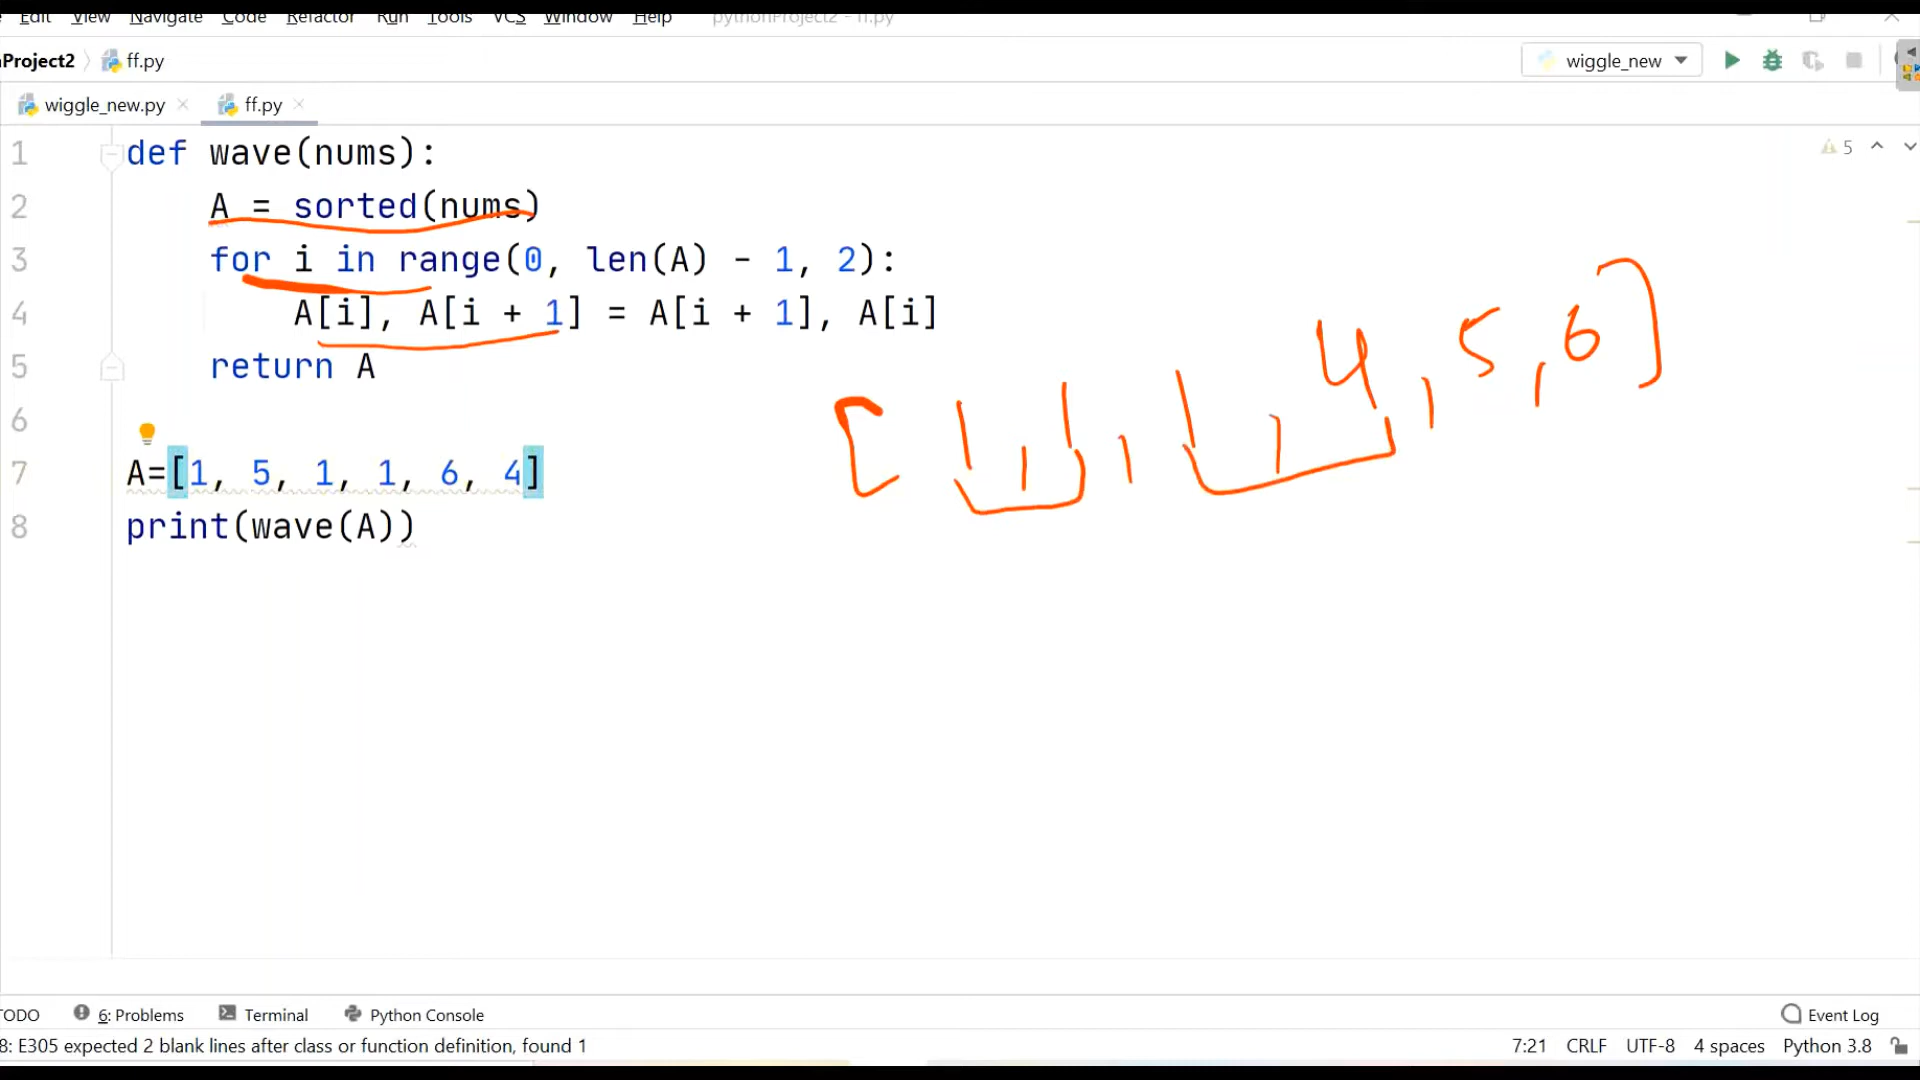 Edit View Navigate Code Refactor Run Tools VCS Window Help pythonProject2 - ff.py
nProject2 ff.py wiggle_new
wiggle_new.py ff.py
1 def wave(nums):
5
2 A = sorted(nums)
3 for i in range(0, len(A) - 1, 2):
4 A[i], A[i + 1] = A[i + 1], A[i]
5 return A
[ 1, 1, 1, 4, 5, 6 ]
6
7 A=[1, 5, 1, 1, 6, 4]
8 print(wave(A))
TODO 6: Problems Terminal Python Console Event Log
8: E305 expected 2 blank lines after class or function definition, found 1 7:21 CRLF UTF-8 4 spaces Python 3.8